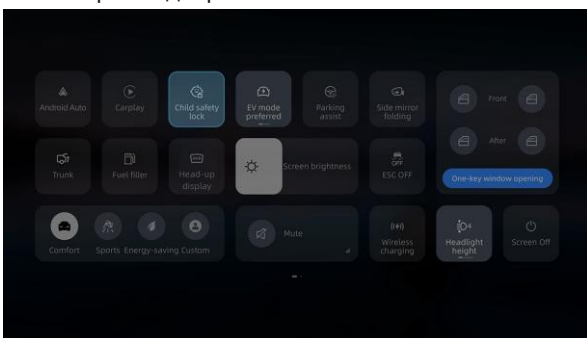 Android Auto
Carplay
Child safety
lock
EV mode
preferred
Parking
assist
Side mirror
folding
Front
After
One-key window opening
Trunk
Fuel filler
Head-up
display
Screen brightness
OFF
ESC OFF
Comfort
Sports
Energy-saving
Custom
Mute
Wireless
charging
Headlight
height
Screen Off